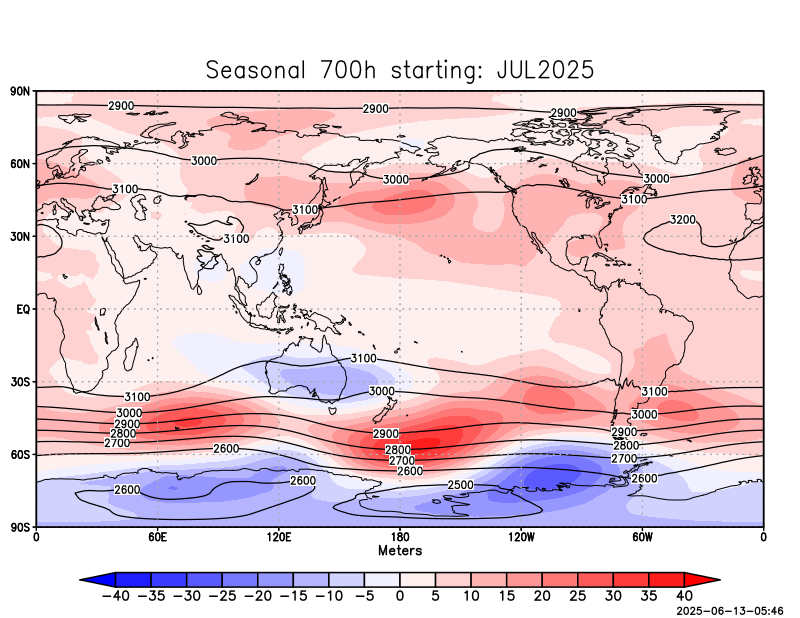 Seasonal 700h starting: JUL2025
90N
2900 2900 2900
60N
3000 3000 3000
3100 3100 3100
3200
30N
3100
EQ
3100
30S
3100 3000 3100
3000 3000
2900 2900 2900
2800 2800 2800
2700 2600 2700 2700
60S
2600 2600
2600 2600 2500
90S
0 60E 120E 180 120W 60W 0
Meters
−40 −35 −30 −25 −20 −15 −10 −5 0 5 10 15 20 25 30 35 40
2025-06-13-05:46